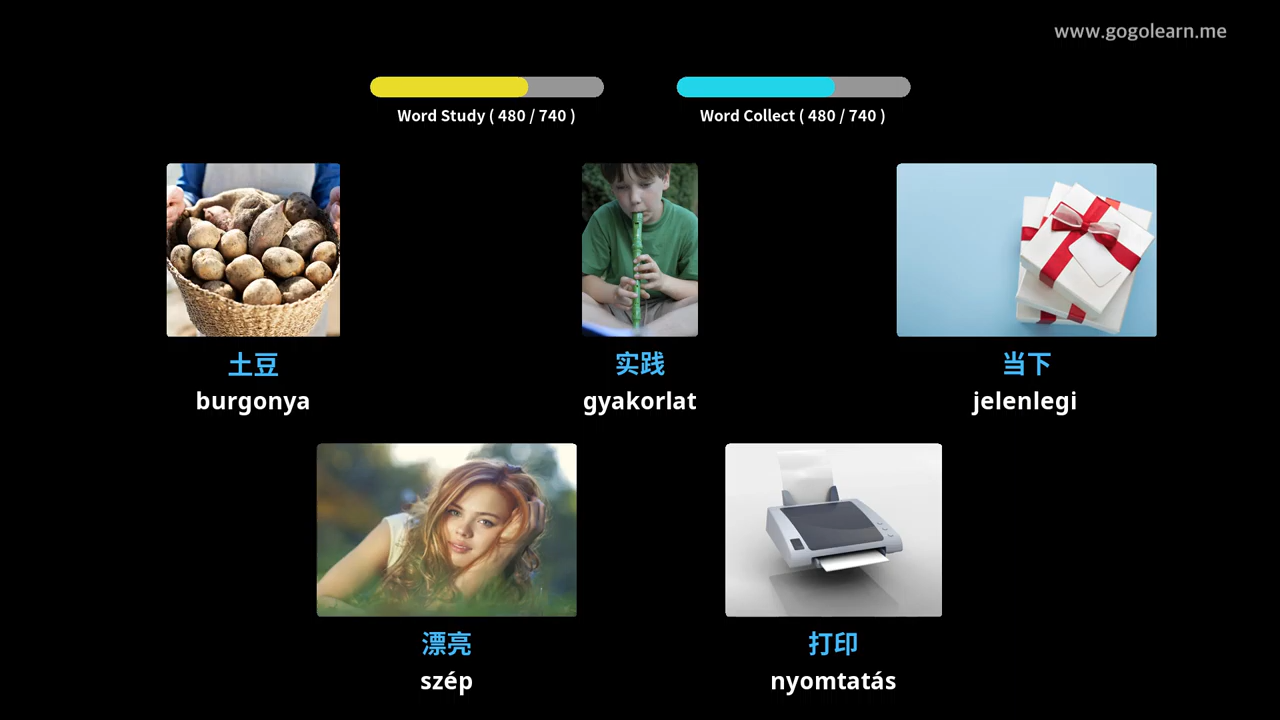 www.gogolearn.me
Word Study ( 480 / 740 )
Word Collect ( 480 / 740 )
土豆
burgonya
实践
gyakorlat
当下
jelenlegi
漂亮
szép
打印
nyomtatás